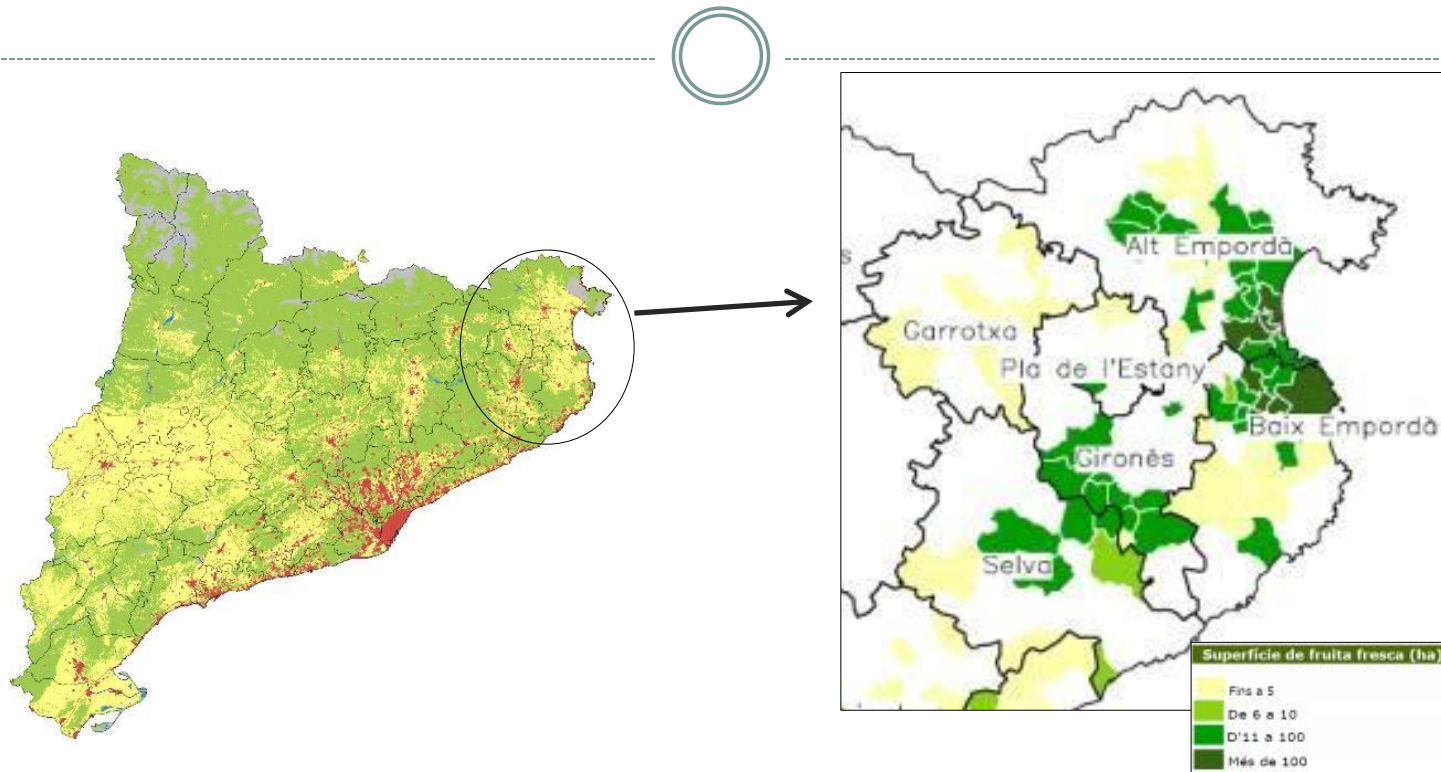 Alt Empordà
s
Garrotxa
Pla de l'Estany
Baix Empordà
Gironès
Selva
Superfície de fruita fresca (ha)
Fins a 5
De 6 a 10
D'11 a 100
Més de 100